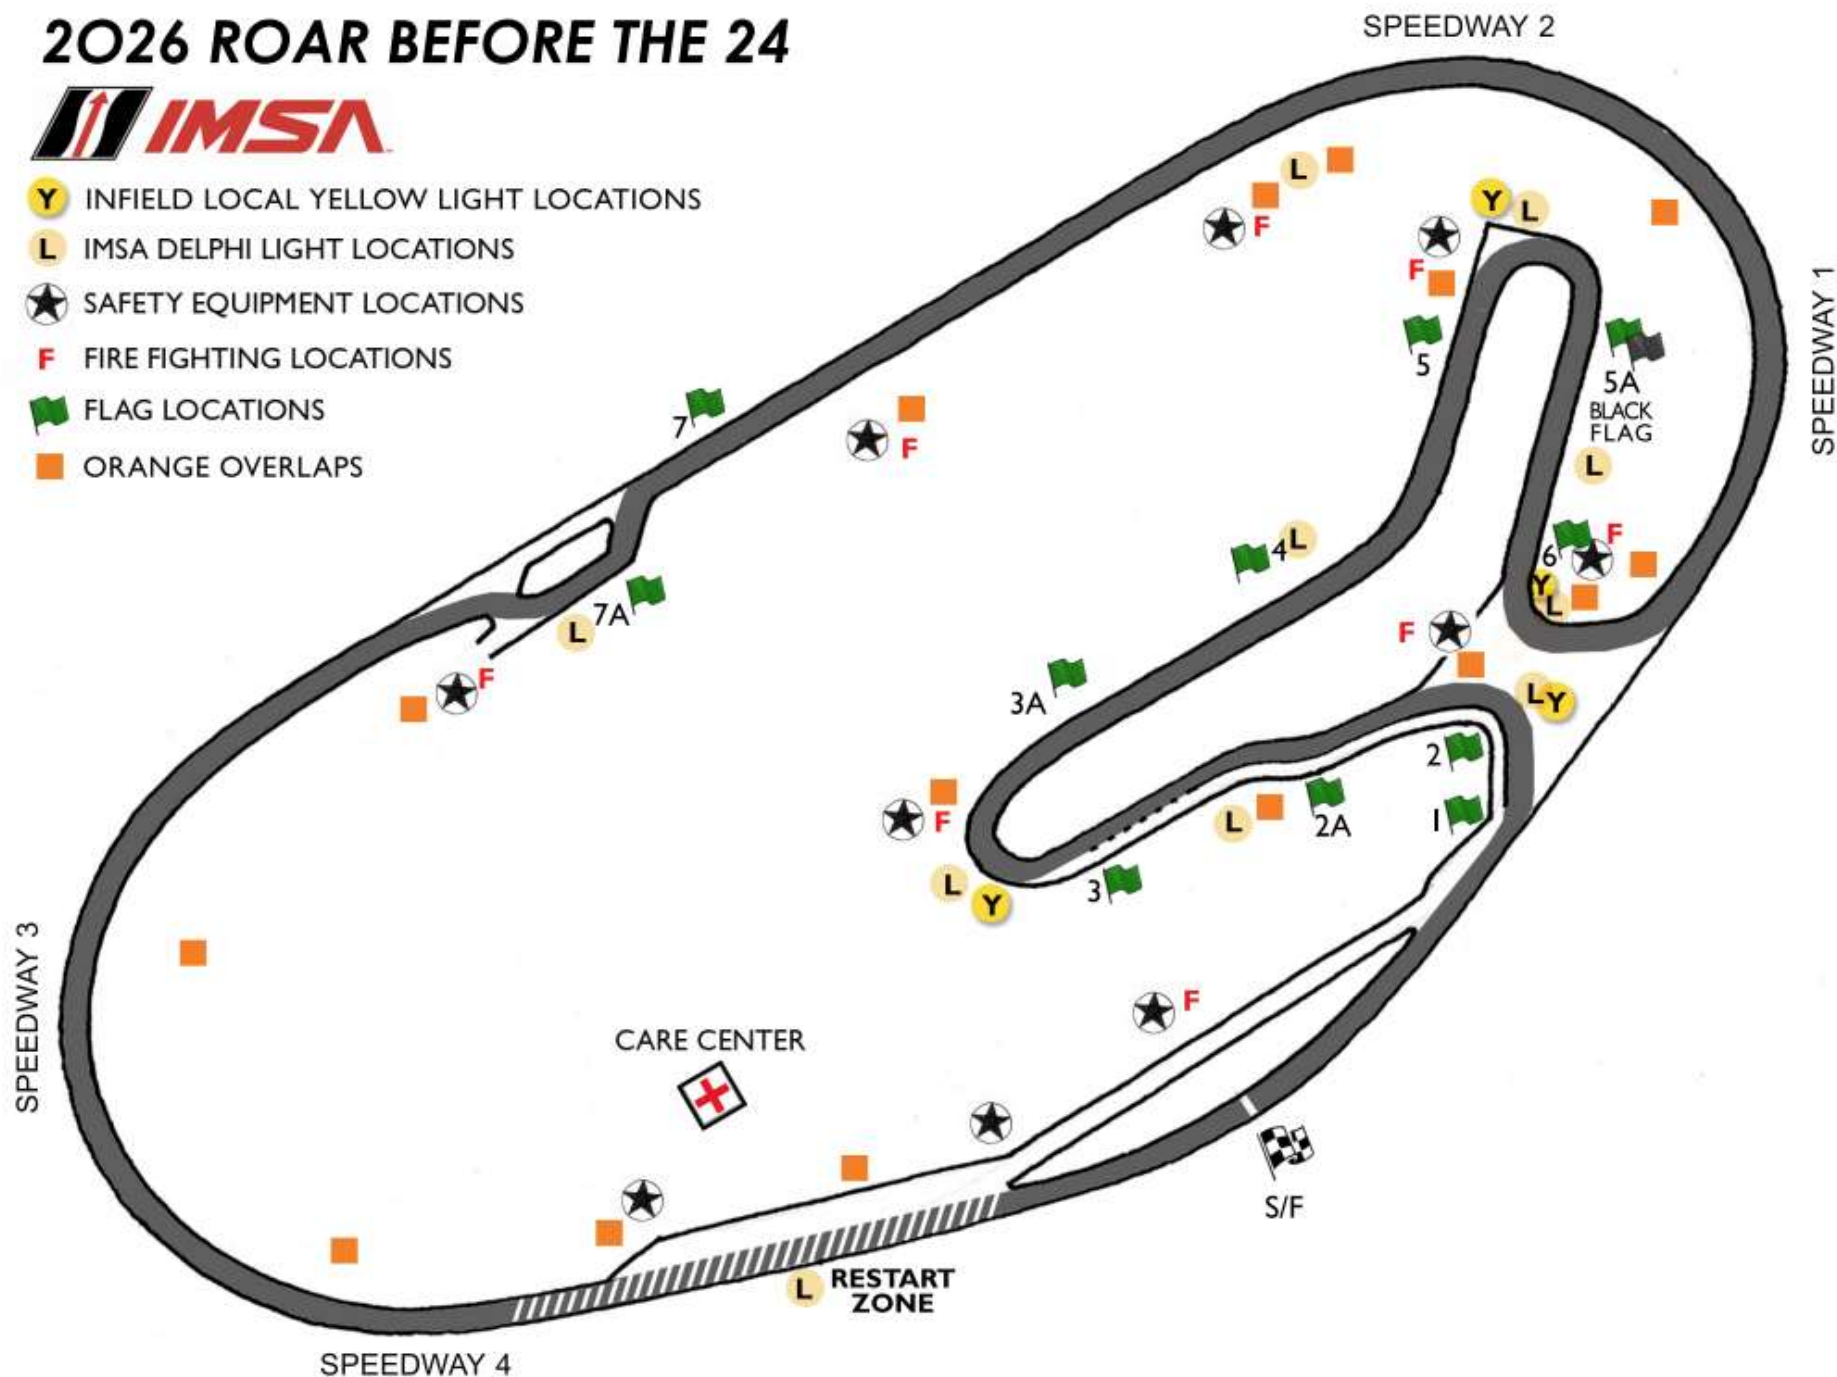 2026 ROAR BEFORE THE 24
IMSA
Y INFIELD LOCAL YELLOW LIGHT LOCATIONS
L IMSA DELPHI LIGHT LOCATIONS
SAFETY EQUIPMENT LOCATIONS
F FIRE FIGHTING LOCATIONS
FLAG LOCATIONS
ORANGE OVERLAPS
SPEEDWAY 2
L
F
Y L
F
5
5A
BLACK
FLAG
L
SPEEDWAY 1
7
F
4 L
6 F
Y
L
7A
L
F
F
3A
L Y
2
1
2A
L
F
3
L
Y
SPEEDWAY 3
F
CARE CENTER
S/F
L RESTART
ZONE
SPEEDWAY 4